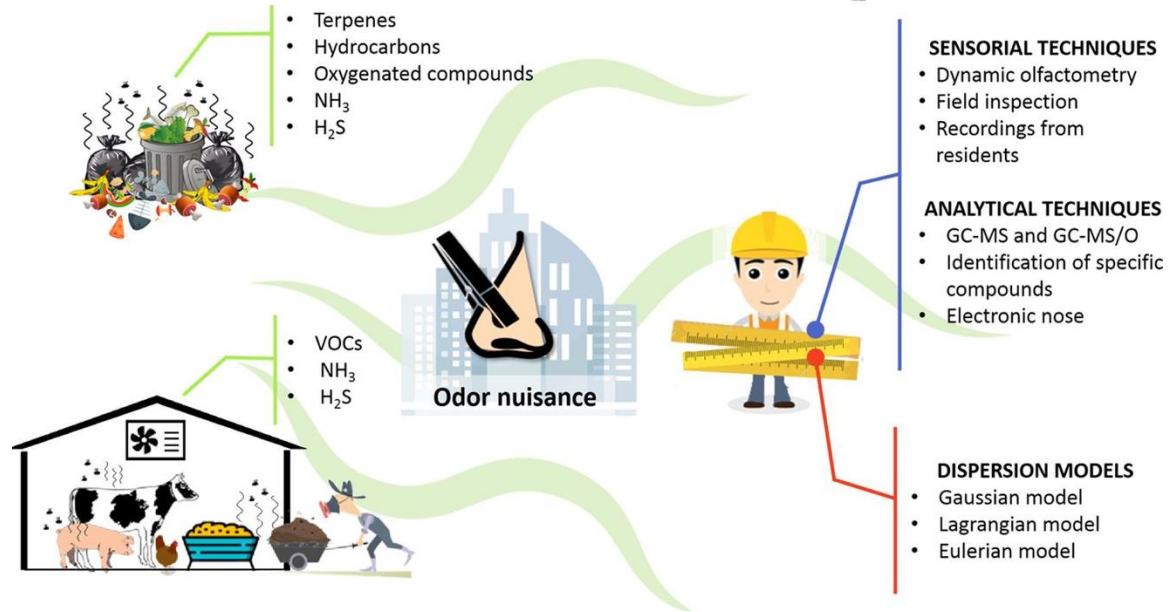 • Terpenes
• Hydrocarbons
• Oxygenated compounds
• NH₃
• H₂S
• VOCs
• NH₃
• H₂S
Odor nuisance
SENSORIAL TECHNIQUES
• Dynamic olfactometry
• Field inspection
• Recordings from
residents
ANALYTICAL TECHNIQUES
• GC-MS and GC-MS/O
• Identification of specific
compounds
• Electronic nose
DISPERSION MODELS
• Gaussian model
• Lagrangian model
• Eulerian model